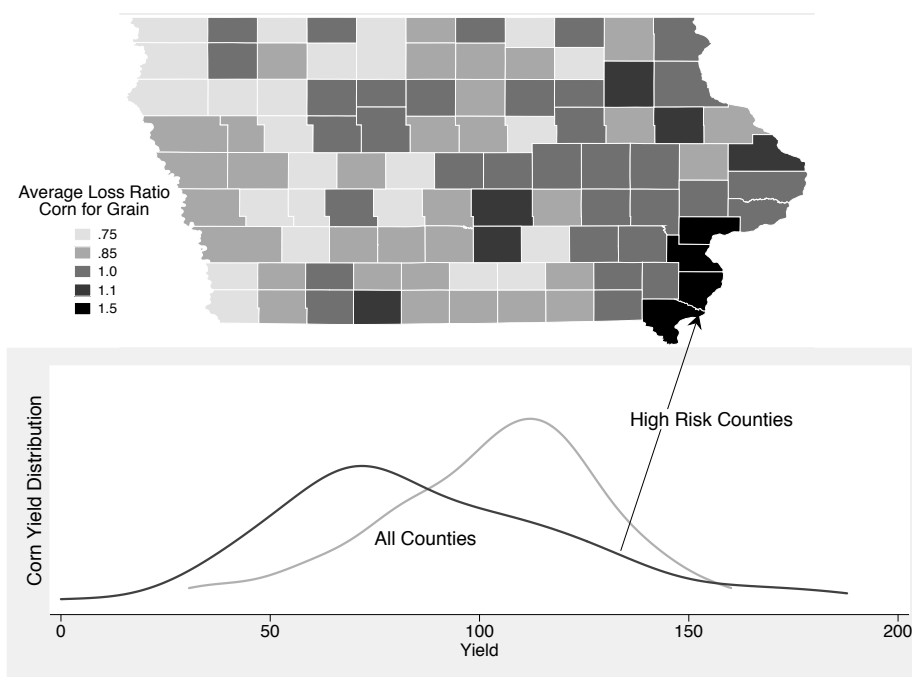 Average Loss Ratio
Corn for Grain
.75
.85
1.0
1.1
1.5
High Risk Counties
All Counties
Corn Yield Distribution
0 50 100 150 200
Yield